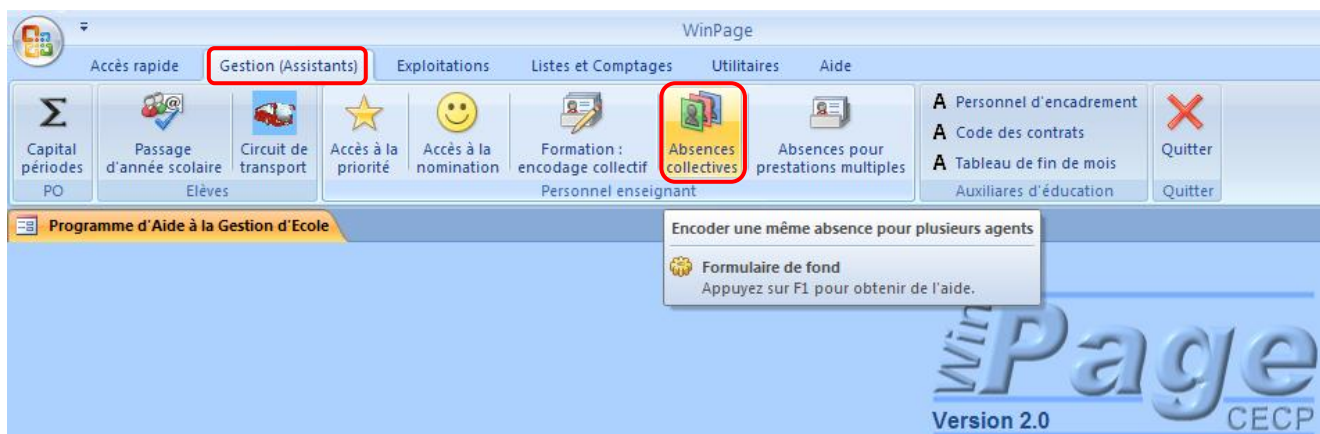 WinPage
Accès rapide Gestion (Assistants) Exploitations Listes et Comptages Utilitaires Aide
Σ
Capital périodes
Passage d'année scolaire
Circuit de transport
Accès à la priorité
Accès à la nomination
Formation : encodage collectif
Absences collectives
Absences pour prestations multiples
A Personnel d'encadrement
A Code des contrats
A Tableau de fin de mois
Quitter
PO Elèves Personnel enseignant Auxiliares d'éducation Quitter
Programme d'Aide à la Gestion d'Ecole
Encoder une même absence pour plusieurs agents
Formulaire de fond
Appuyez sur F1 pour obtenir de l'aide.
Win Page
Version 2.0 CECP